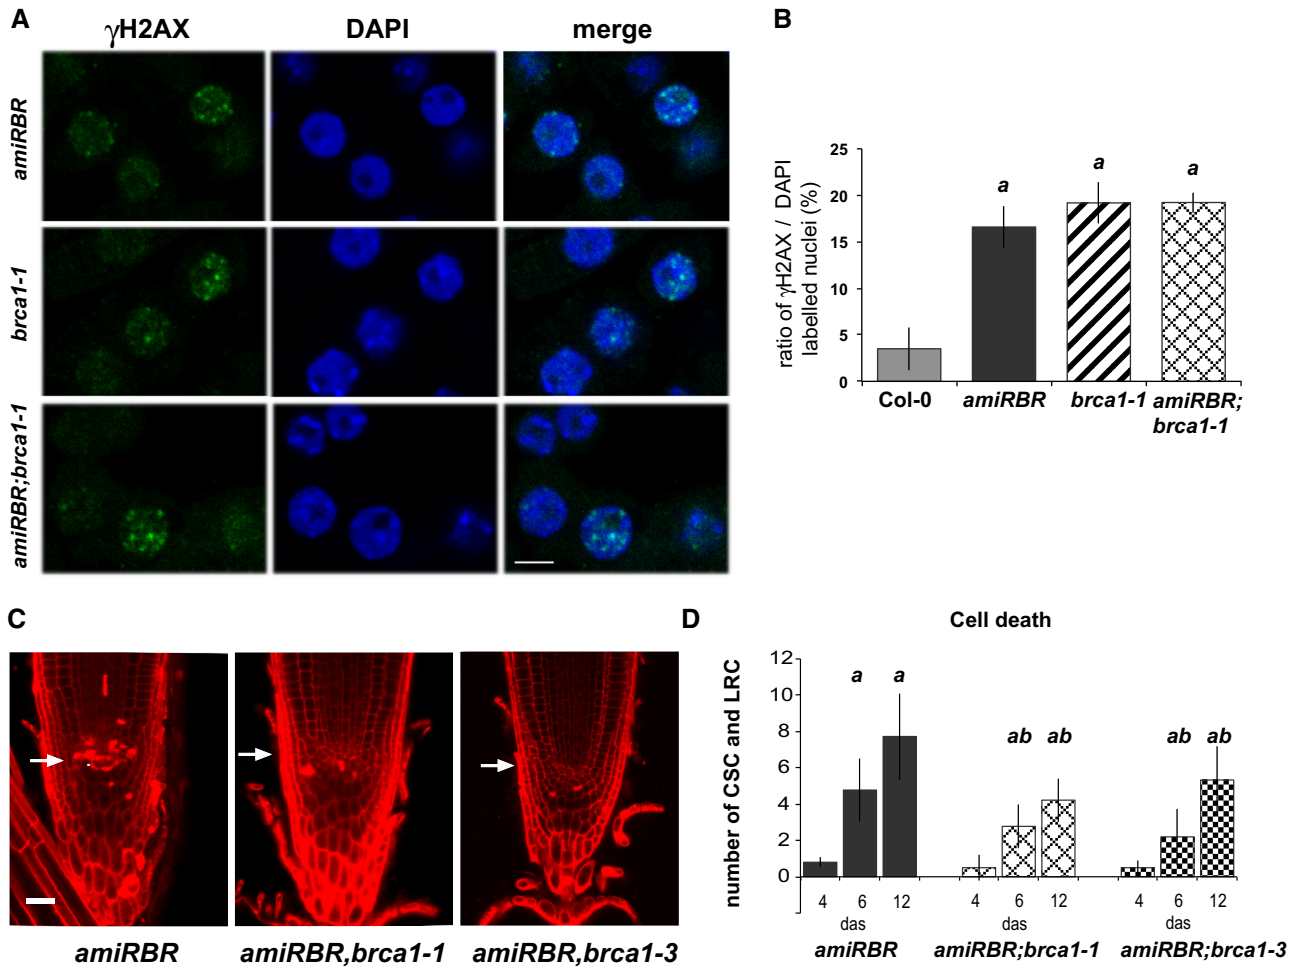 A
γH2AX
DAPI
merge
amiRBR
brca1-1
amiRBR;brca1-1
B
ratio of γH2AX / DAPI
labelled nuclei (%)
25
20
15
10
5
0
a
a
a
Col-0
amiRBR
brca1-1
amiRBR;
brca1-1
C
amiRBR
amiRBR,brca1-1
amiRBR,brca1-3
D
Cell death
number of CSC and LRC
12
10
8
6
4
2
0
a
a
ab
ab
ab
ab
4 6 12
das
amiRBR
4 6 12
das
amiRBR;brca1-1
4 6 12
das
amiRBR;brca1-3